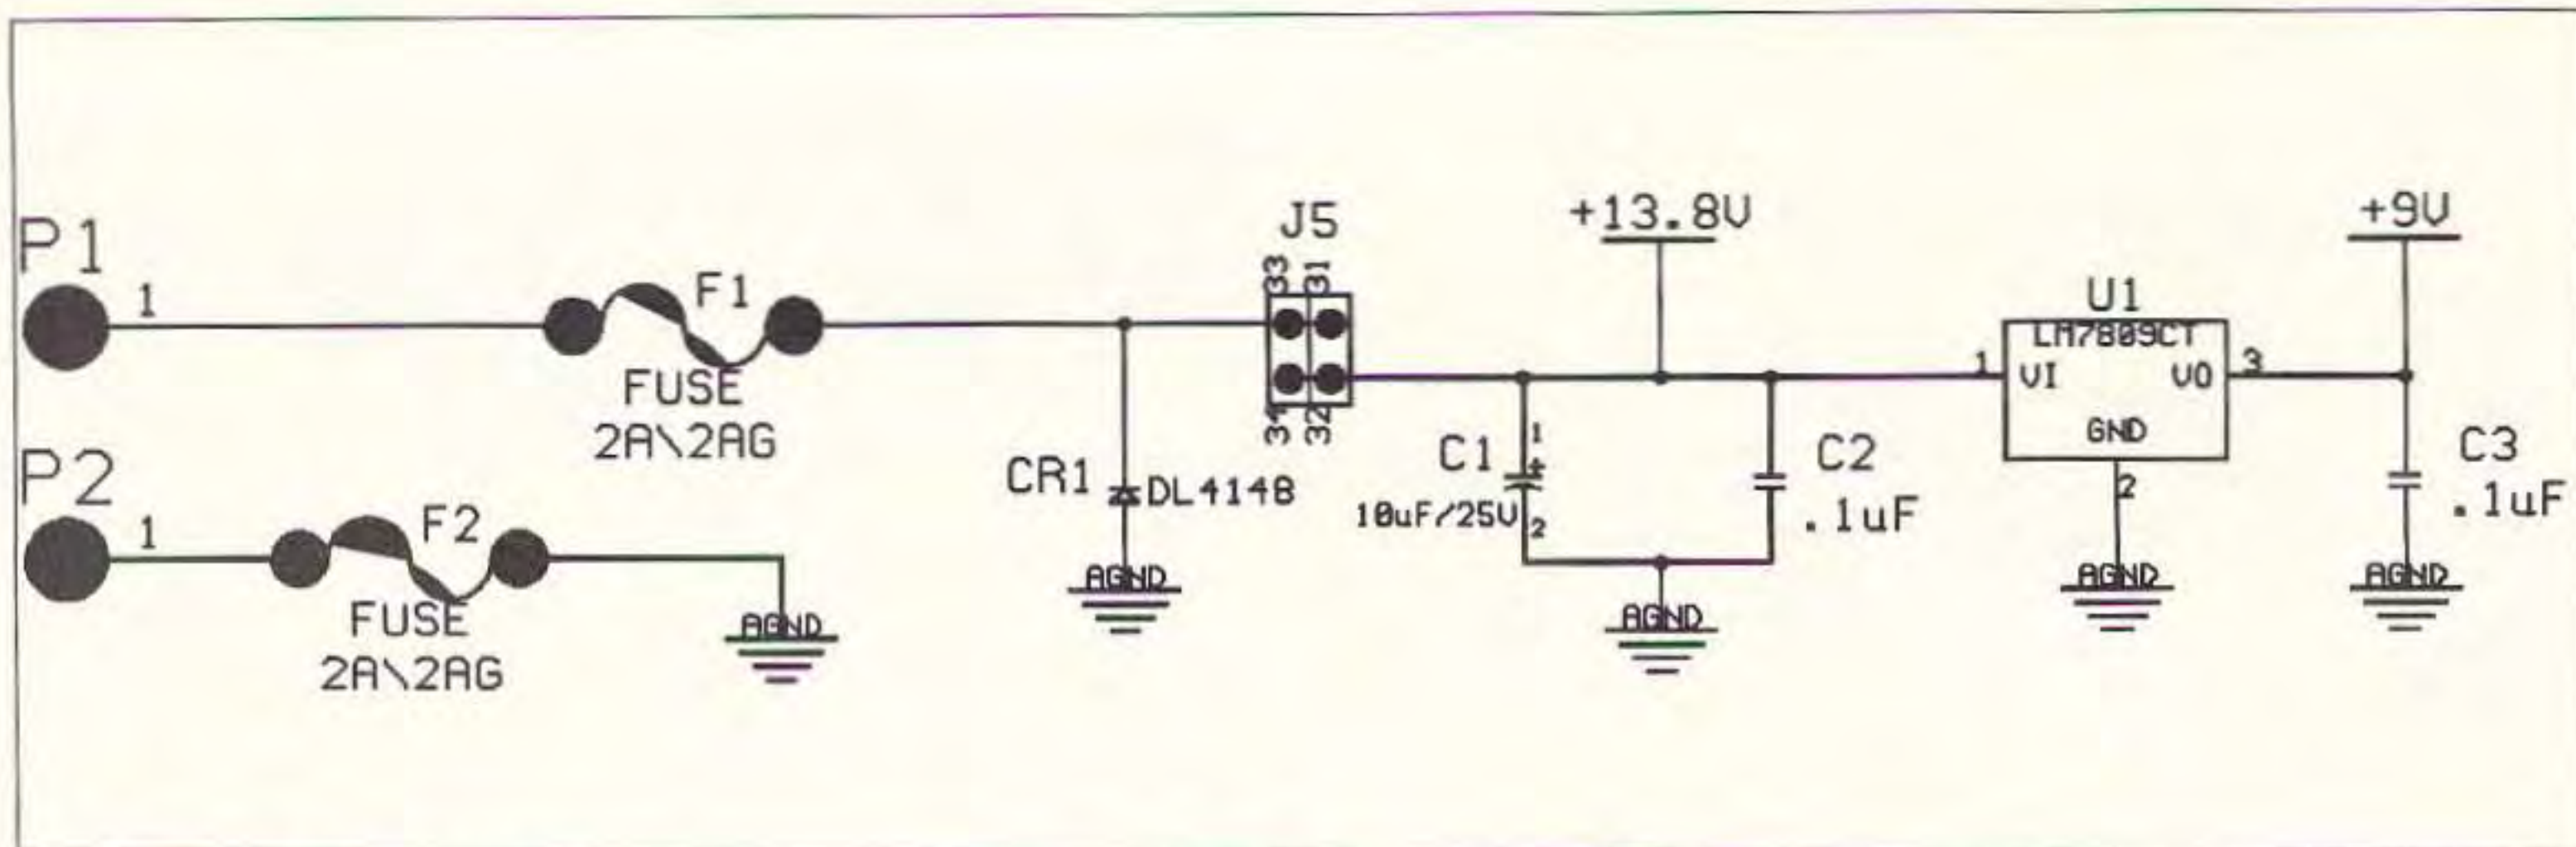 P1
1
F1
FUSE
2A\2AG
P2
1
F2
FUSE
2A\2AG
AGND
CR1
DL4148
AGND
J5
33
31
34
32
+13.8V
C1
1
+
10uF/25V
2
C2
.1uF
AGND
U1
LM7809CT
1
VI
VO
3
GND
2
AGND
+9V
C3
.1uF
AGND